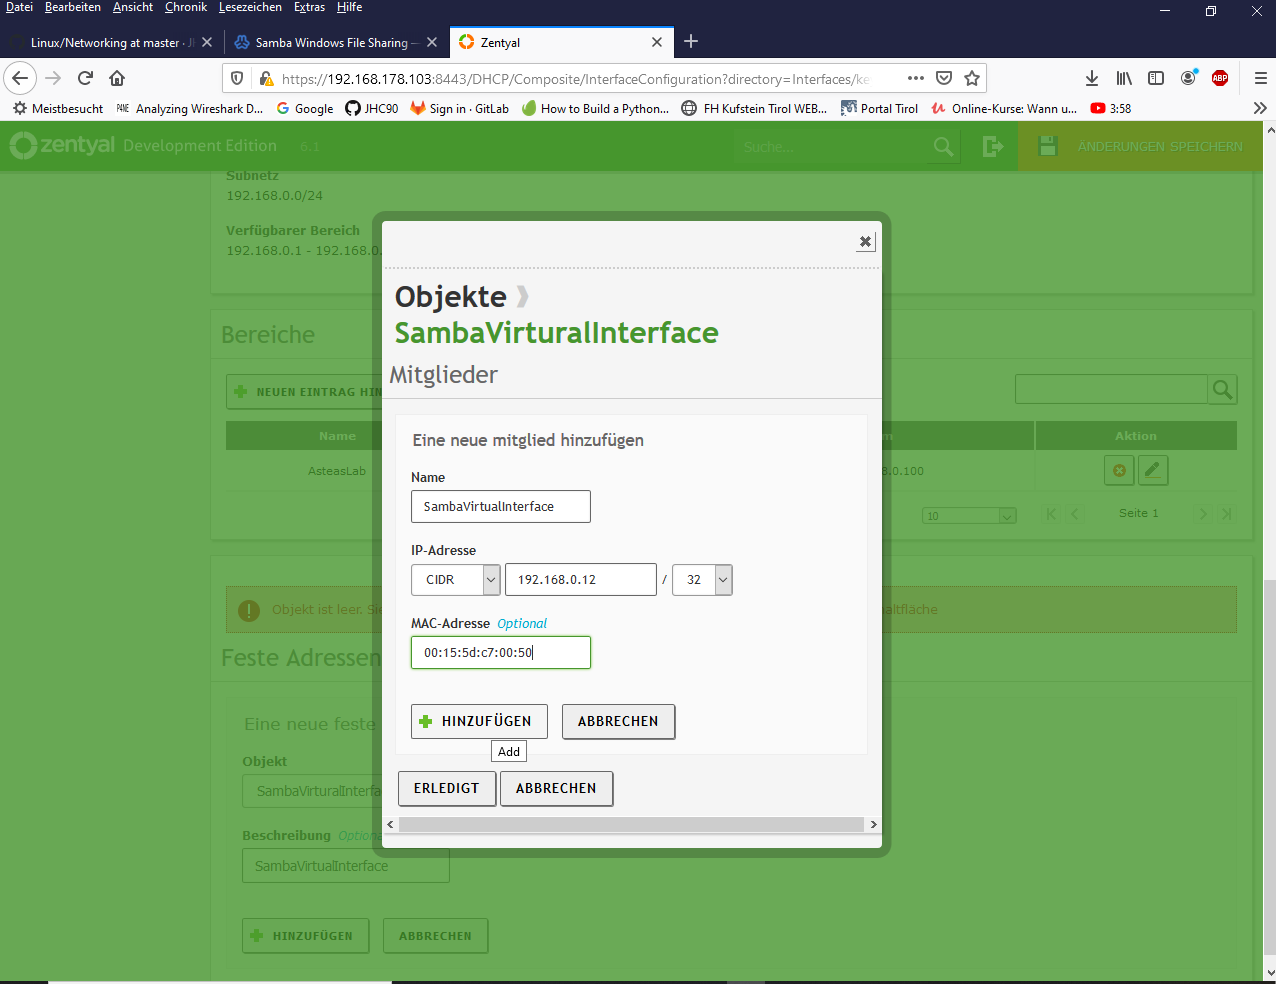 Datei Bearbeiten Ansicht Chronik Lesezeichen Extras Hilfe
Linux/Networking at master · JH
Samba Windows File Sharing –
Zentyal
https://192.168.178.103:8443/DHCP/Composite/InterfaceConfiguration?directory=Interfaces/ke
ABP
Meistbesucht
Analyzing Wireshark D...
Google
JHC90
Sign in · GitLab
How to Build a Python...
FH Kufstein Tirol WEB...
Portal Tirol
Online-Kurse: Wann u...
3:58
zentyal Development Edition 6.1
Suche...
ÄNDERUNGEN SPEICHERN
Subnetz
192.168.0.0/24
Verfügbarer Bereich
192.168.0.1 - 192.168.0.
Objekte
SambaVirturalInterface
Mitglieder
Bereiche
NEUEN EINTRAG HIN
Name
m
Aktion
AsteasLab
8.0.100
10
Seite 1
Eine neue mitglied hinzufügen
Name
SambaVirtualInterface
IP-Adresse
CIDR 192.168.0.12 / 32
MAC-Adresse Optional
00:15:5d:c7:00:50
HINZUFÜGEN
ABBRECHEN
Add
ERLEDIGT
ABBRECHEN
! Objekt ist leer. Sie
haltfläche
Feste Adressen
Eine neue feste
Objekt
SambaVirturalInterfa
Beschreibung Optiona
SambaVirtualInterface
HINZUFÜGEN
ABBRECHEN